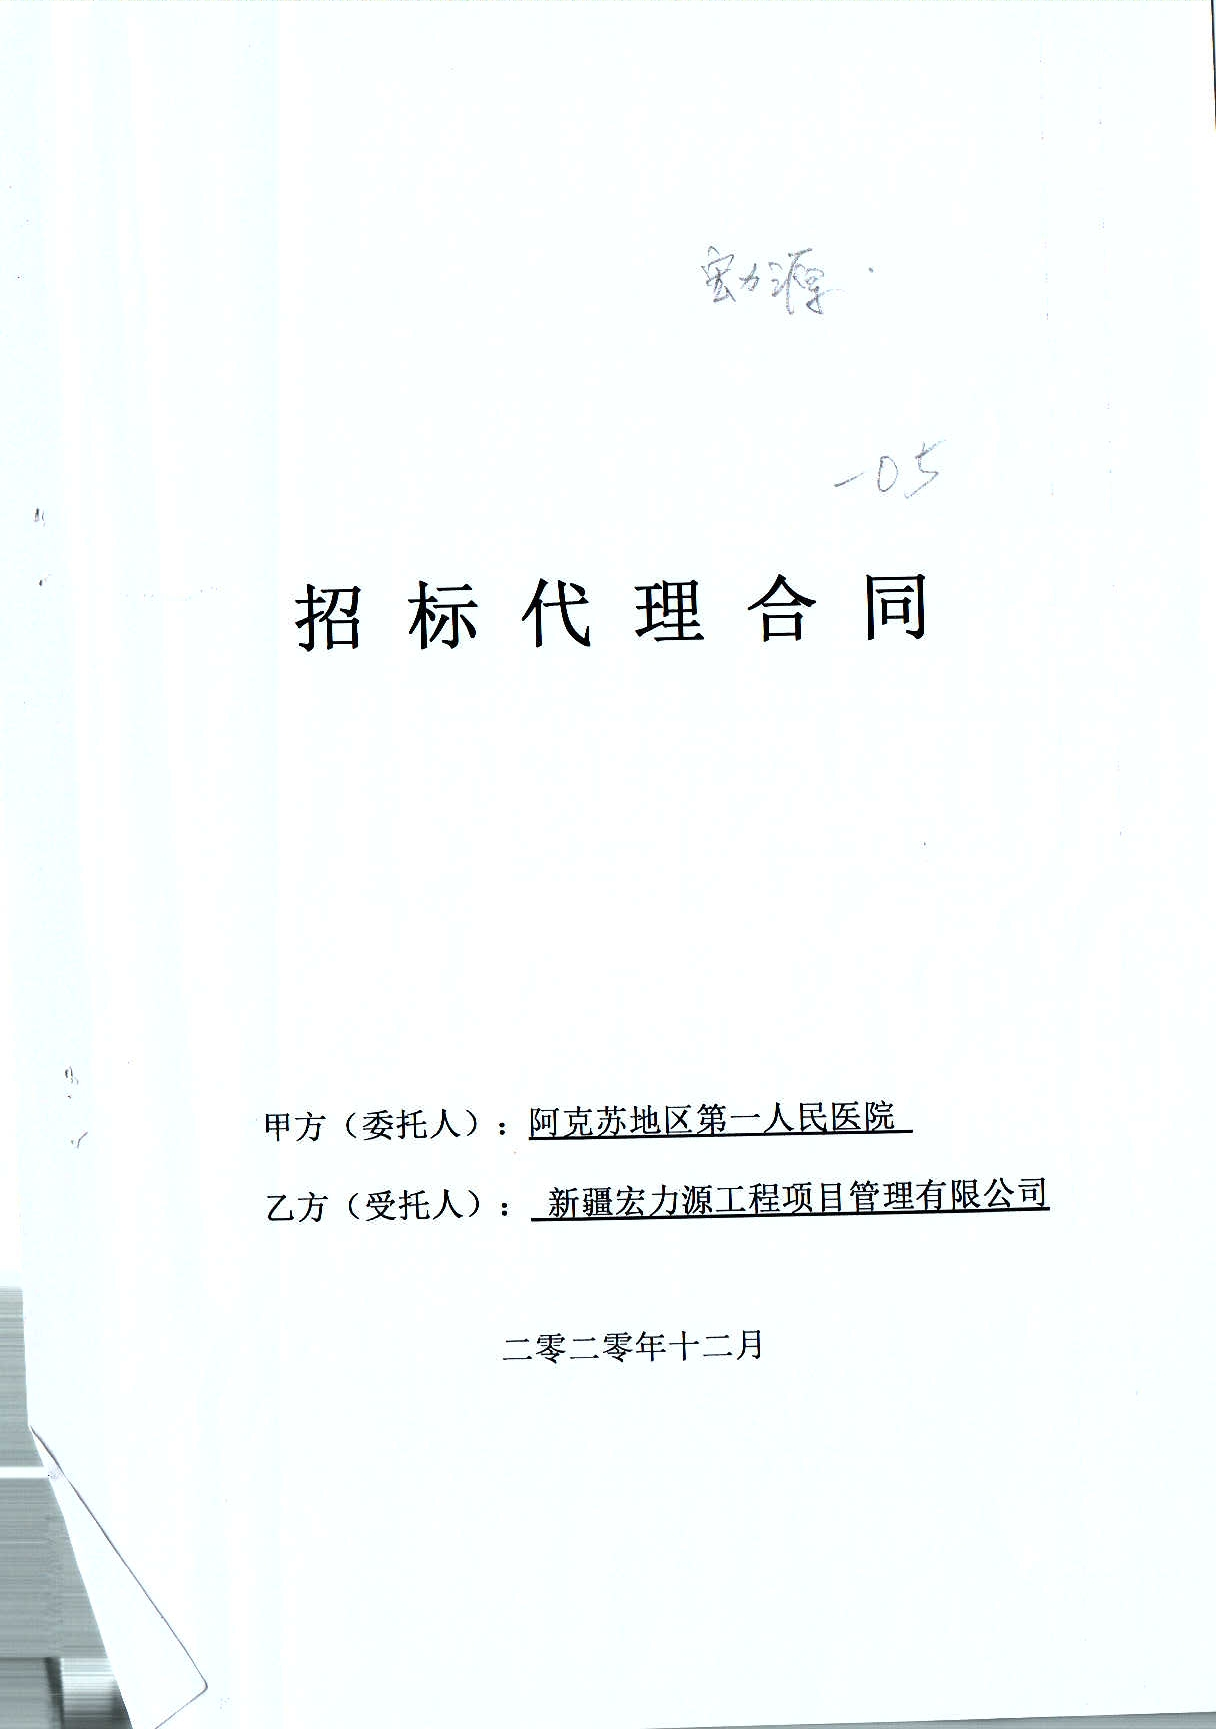 宏力源
-05
招标代理合同
甲方（委托人）：阿克苏地区第一人民医院
乙方（受托人）： 新疆宏力源工程项目管理有限公司
二零二零年十二月